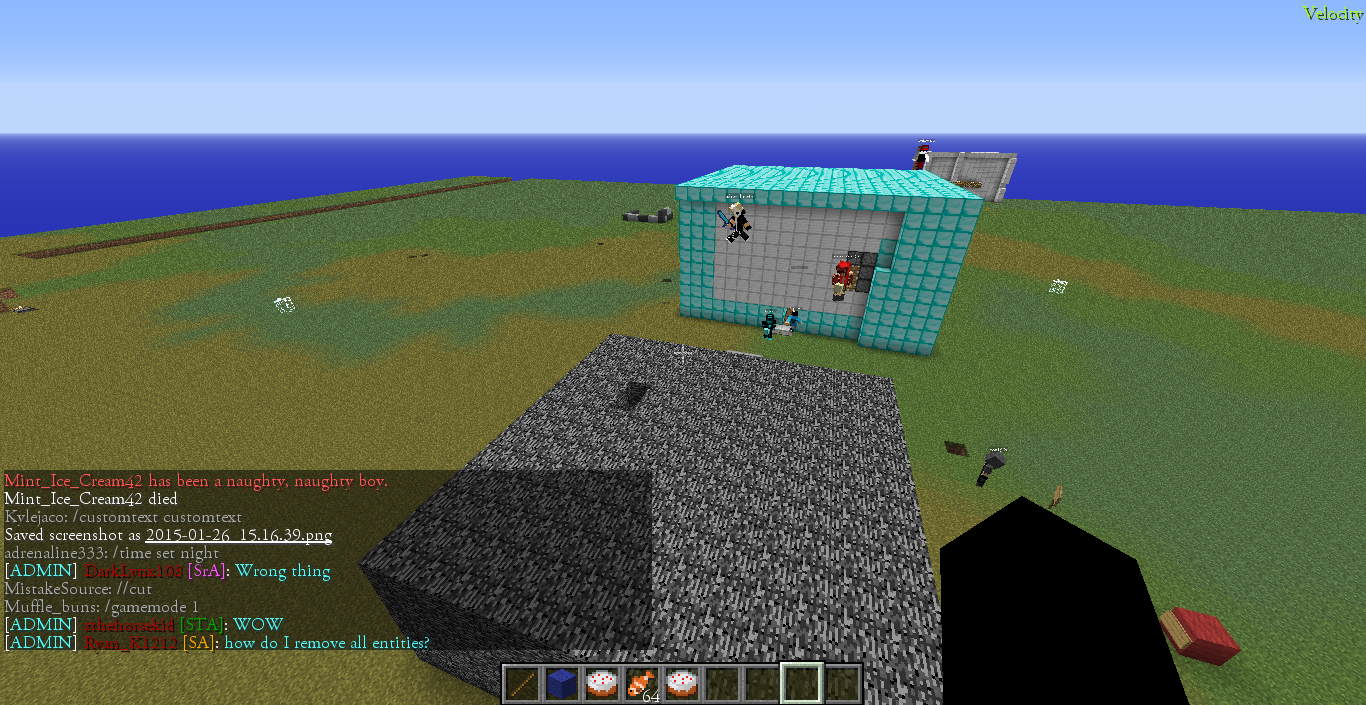 Velocity
Mint_Ice_Cream42 has been a naughty, naughty boy.
Mint_Ice_Cream42 died
Kylejaco: /customtext customtext
Saved screenshot as 2015-01-26_15.16.39.png
adrenaline333: /time set night
[ADMIN] DarkLynx108 [SrA]: Wrong thing
MistakeSource: //cut
Muffle_buns: /gamemode 1
[ADMIN] zthehorsekid [STA]: WOW
[ADMIN] Ryan_K1212 [SA]: how do I remove all entities?
64